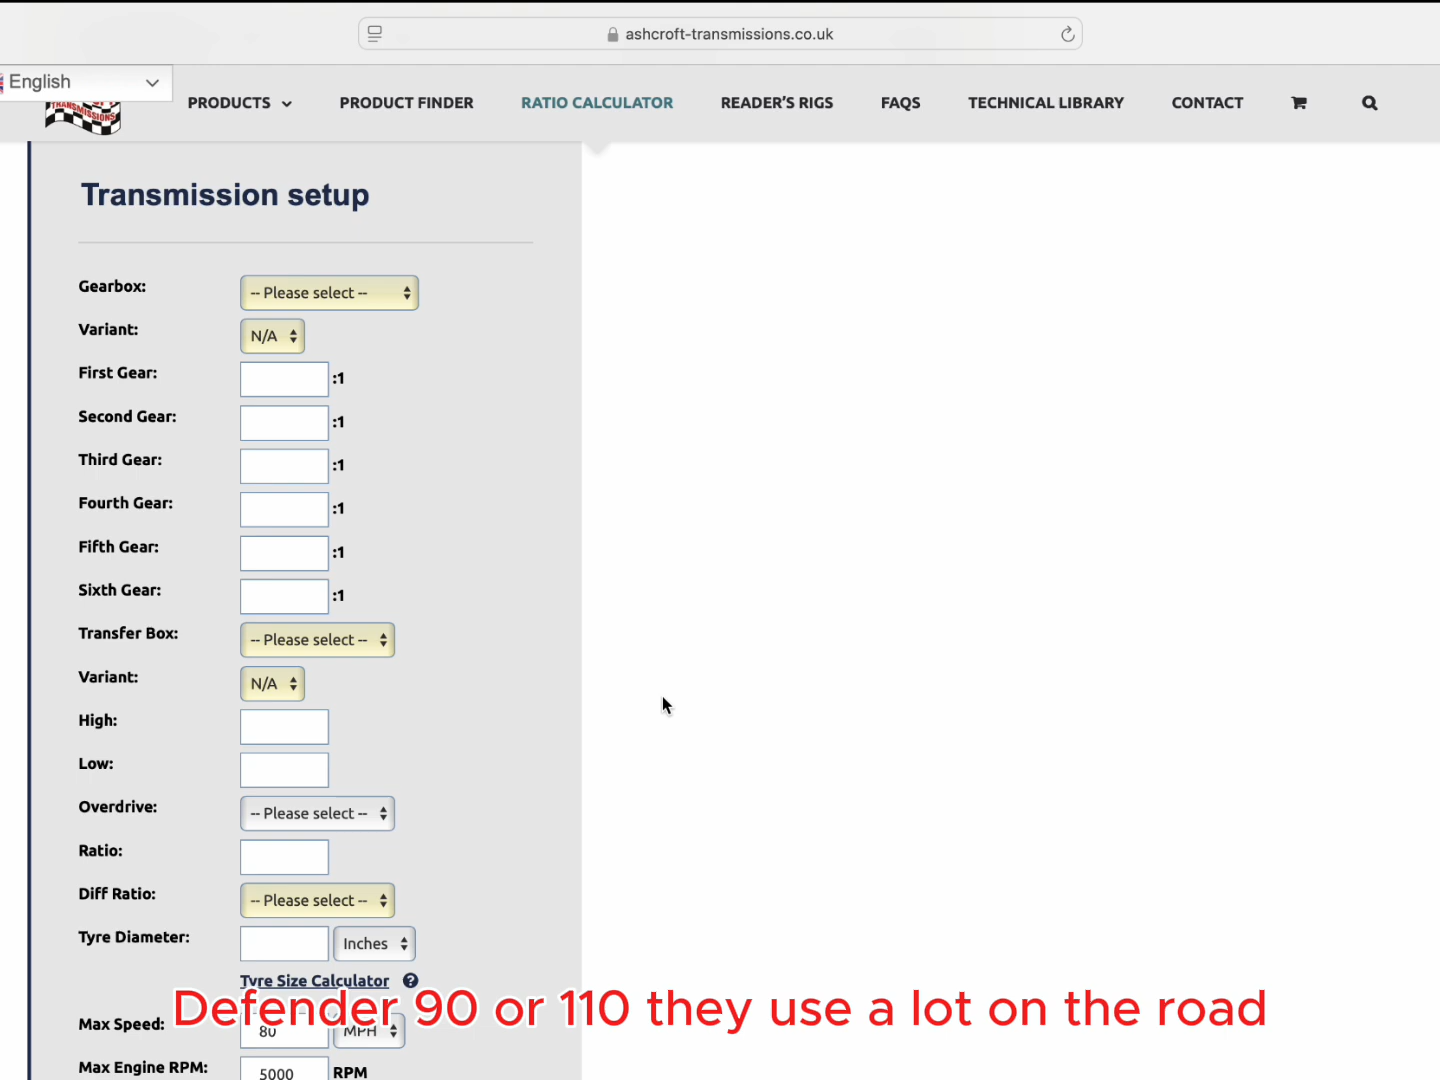 ashcroft-transmissions.co.uk
English
TRANSMISSIONS
PRODUCTS
PRODUCT FINDER
RATIO CALCULATOR
READER'S RIGS
FAQS
TECHNICAL LIBRARY
CONTACT
Transmission setup
Gearbox: -- Please select --
Variant: N/A
First Gear: :1
Second Gear: :1
Third Gear: :1
Fourth Gear: :1
Fifth Gear: :1
Sixth Gear: :1
Transfer Box: -- Please select --
Variant: N/A
High:
Low:
Overdrive: -- Please select --
Ratio:
Diff Ratio: -- Please select --
Tyre Diameter: Inches
Tyre Size Calculator ?
Defender 90 or 110 they use a lot on the road
Max Speed: 80 MPH
Max Engine RPM: 5000 RPM